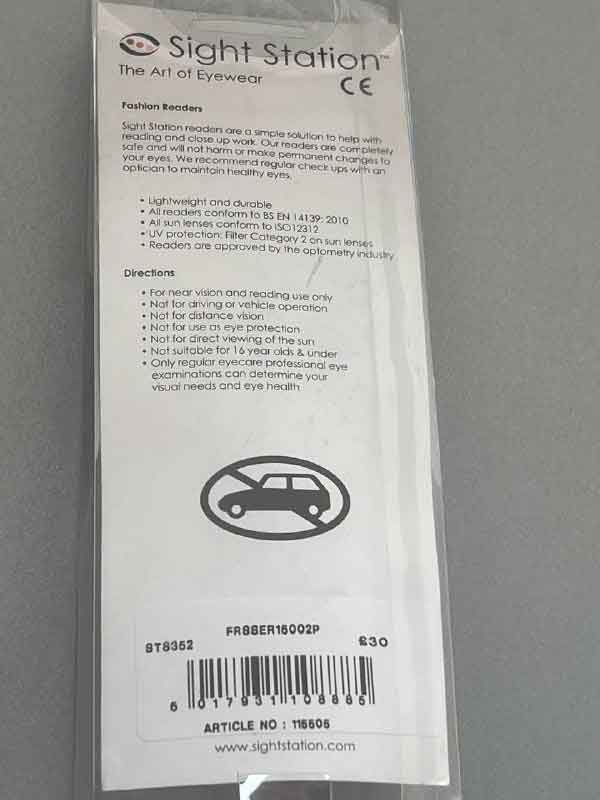 Sight Station™
The Art of Eyewear
CE
Fashion Readers
Sight Station readers are a simple solution to help with
reading and close up work. Our readers are completely
safe and will not harm or make permanent changes to
your eyes. We recommend regular check ups with an
optician to maintain healthy eyes.
• Lightweight and durable
• All readers conform to BS EN 14139: 2010
• All sun lenses conform to ISO12312
• UV protection: Filter Category 2 on sun lenses
• Readers are approved by the optometry industry
Directions
• For near vision and reading use only
• Not for driving or vehicle operation
• Not for distance vision
• Not for use as eye protection
• Not for direct viewing of the sun
• Not suitable for 16 year olds & under
• Only regular eyecare professional eye
examinations can determine your
visual needs and eye health
FRSSER15002P
ST8352 £30
ARTICLE NO : 115505
www.sightstation.com